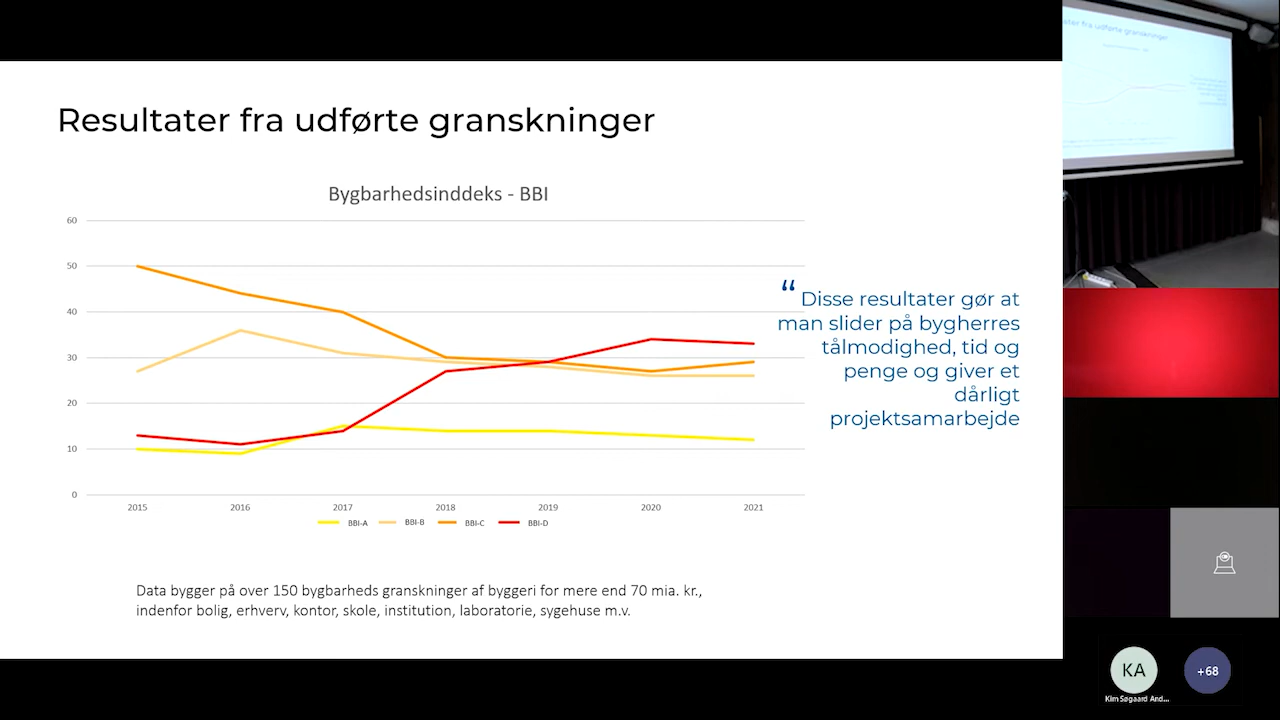 Resultater fra udførte granskninger
Bygbarhedsinddeks - BBI
60
50
40
30
20
10
0
2015 2016 2017 2018 2019 2020 2021
BBI-A BBI-B BBI-C BBI-D
“ Disse resultater gør at
man slider på bygherres
tålmodighed, tid og
penge og giver et
dårligt
projektsamarbejde
Data bygger på over 150 bygbarheds granskninger af byggeri for mere end 70 mia. kr.,
indenfor bolig, erhverv, kontor, skole, institution, laboratorie, sygehuse m.v.
fra udførte granskninger
KA
+68
Kim Søgaard And...